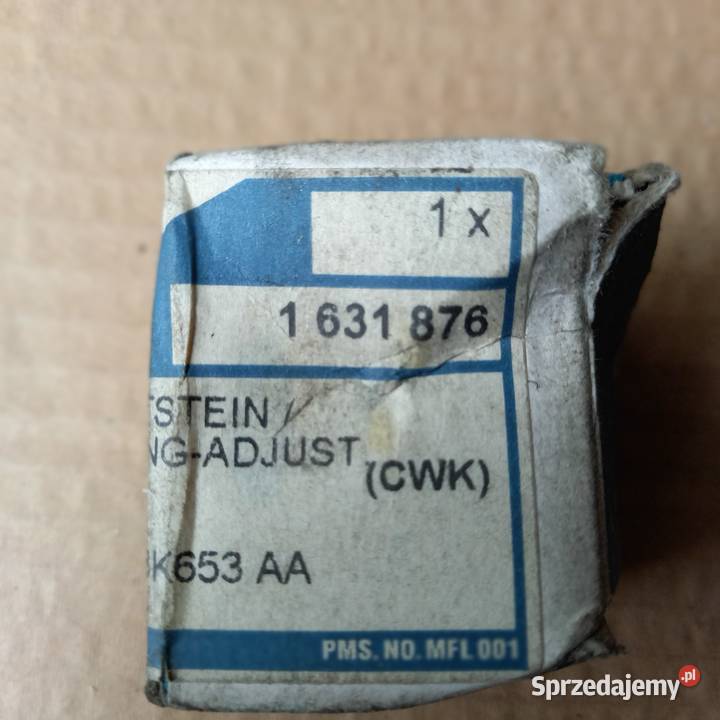 1 x
1 631 876
TSTEIN /
NG-ADJUST
(CWK)
K653 AA
PMS. NO. MFL 001
Sprzedajemy.pl